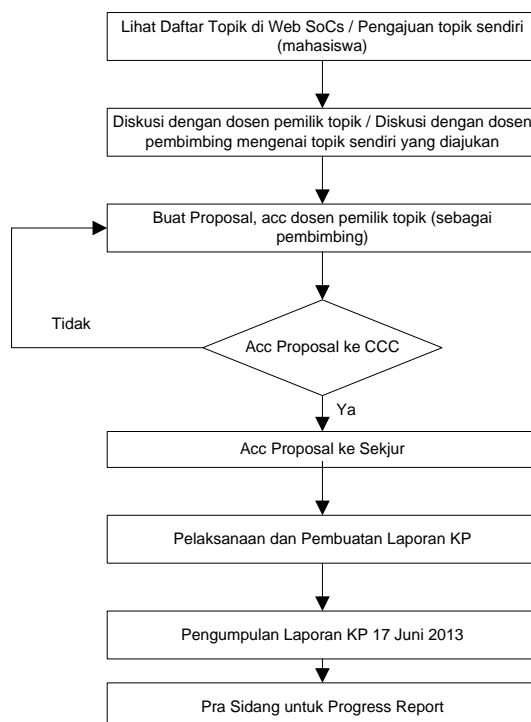 Lihat Daftar Topik di Web SoCs / Pengajuan topik sendiri
(mahasiswa)
Diskusi dengan dosen pemilik topik / Diskusi dengan dosen
pembimbing mengenai topik sendiri yang diajukan
Buat Proposal, acc dosen pemilik topik (sebagai
pembimbing)
Tidak
Acc Proposal ke CCC
Ya
Acc Proposal ke Sekjur
Pelaksanaan dan Pembuatan Laporan KP
Pengumpulan Laporan KP 17 Juni 2013
Pra Sidang untuk Progress Report